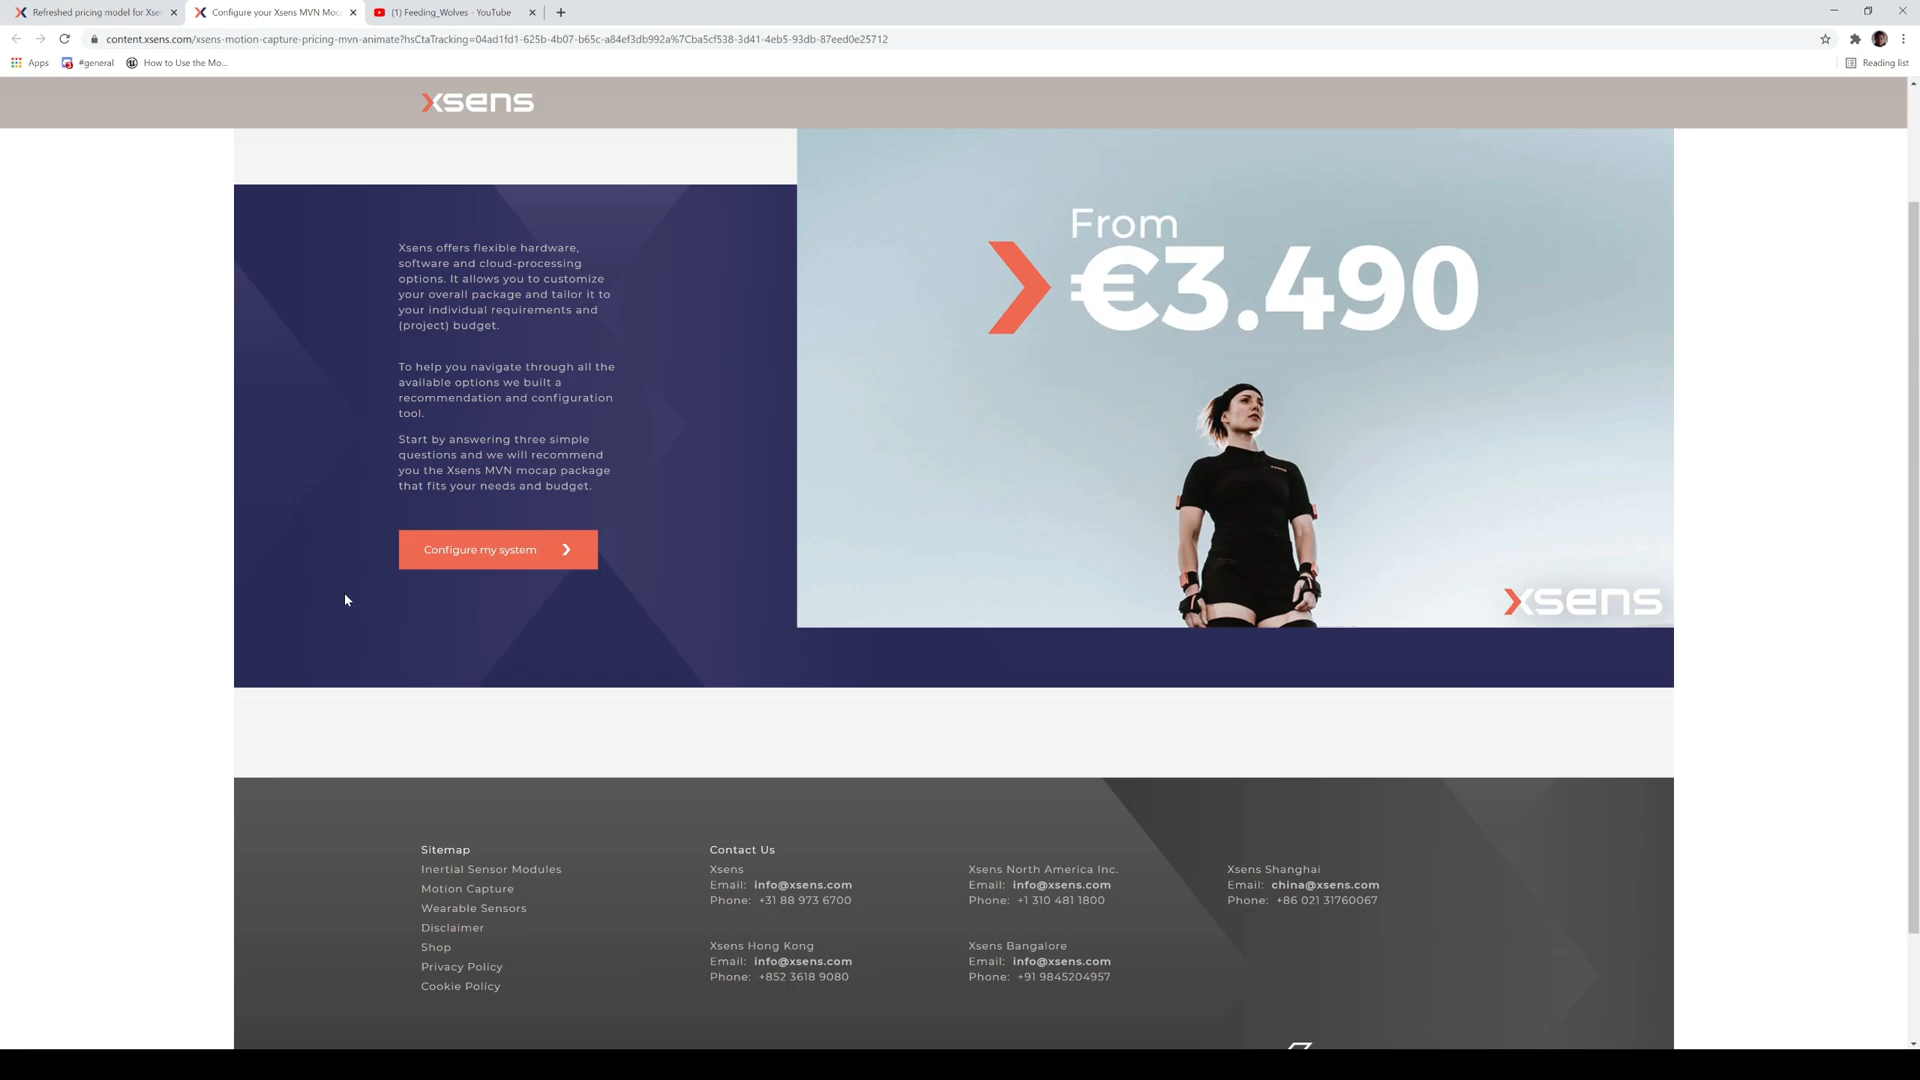 Refreshed pricing model for Xse
Configure your Xsens MVN Moc
(1) Feeding_Wolves - YouTube
content.xsens.com/xsens-motion-capture-pricing-mvn-animate?hsCtaTracking=04ad1fd1-625b-4b07-b65c-a84ef3db992a%7Cba5cf538-3d41-4eb5-93db-87eed0e25712
Apps
#general
How to Use the Mo...
Reading list
xsens
From
€3.490
Xsens offers flexible hardware,
software and cloud-processing
options. It allows you to customize
your overall package and tailor it to
your individual requirements and
(project) budget.
To help you navigate through all the
available options we built a
recommendation and configuration
tool.
Start by answering three simple
questions and we will recommend
you the Xsens MVN mocap package
that fits your needs and budget.
Configure my system
xsens
Sitemap
Inertial Sensor Modules
Motion Capture
Wearable Sensors
Disclaimer
Shop
Privacy Policy
Cookie Policy
Contact Us
Xsens
Email: info@xsens.com
Phone: +31 88 973 6700
Xsens North America Inc.
Email: info@xsens.com
Phone: +1 310 481 1800
Xsens Shanghai
Email: china@xsens.com
Phone: +86 021 31760067
Xsens Hong Kong
Email: info@xsens.com
Phone: +852 3618 9080
Xsens Bangalore
Email: info@xsens.com
Phone: +91 9845204957